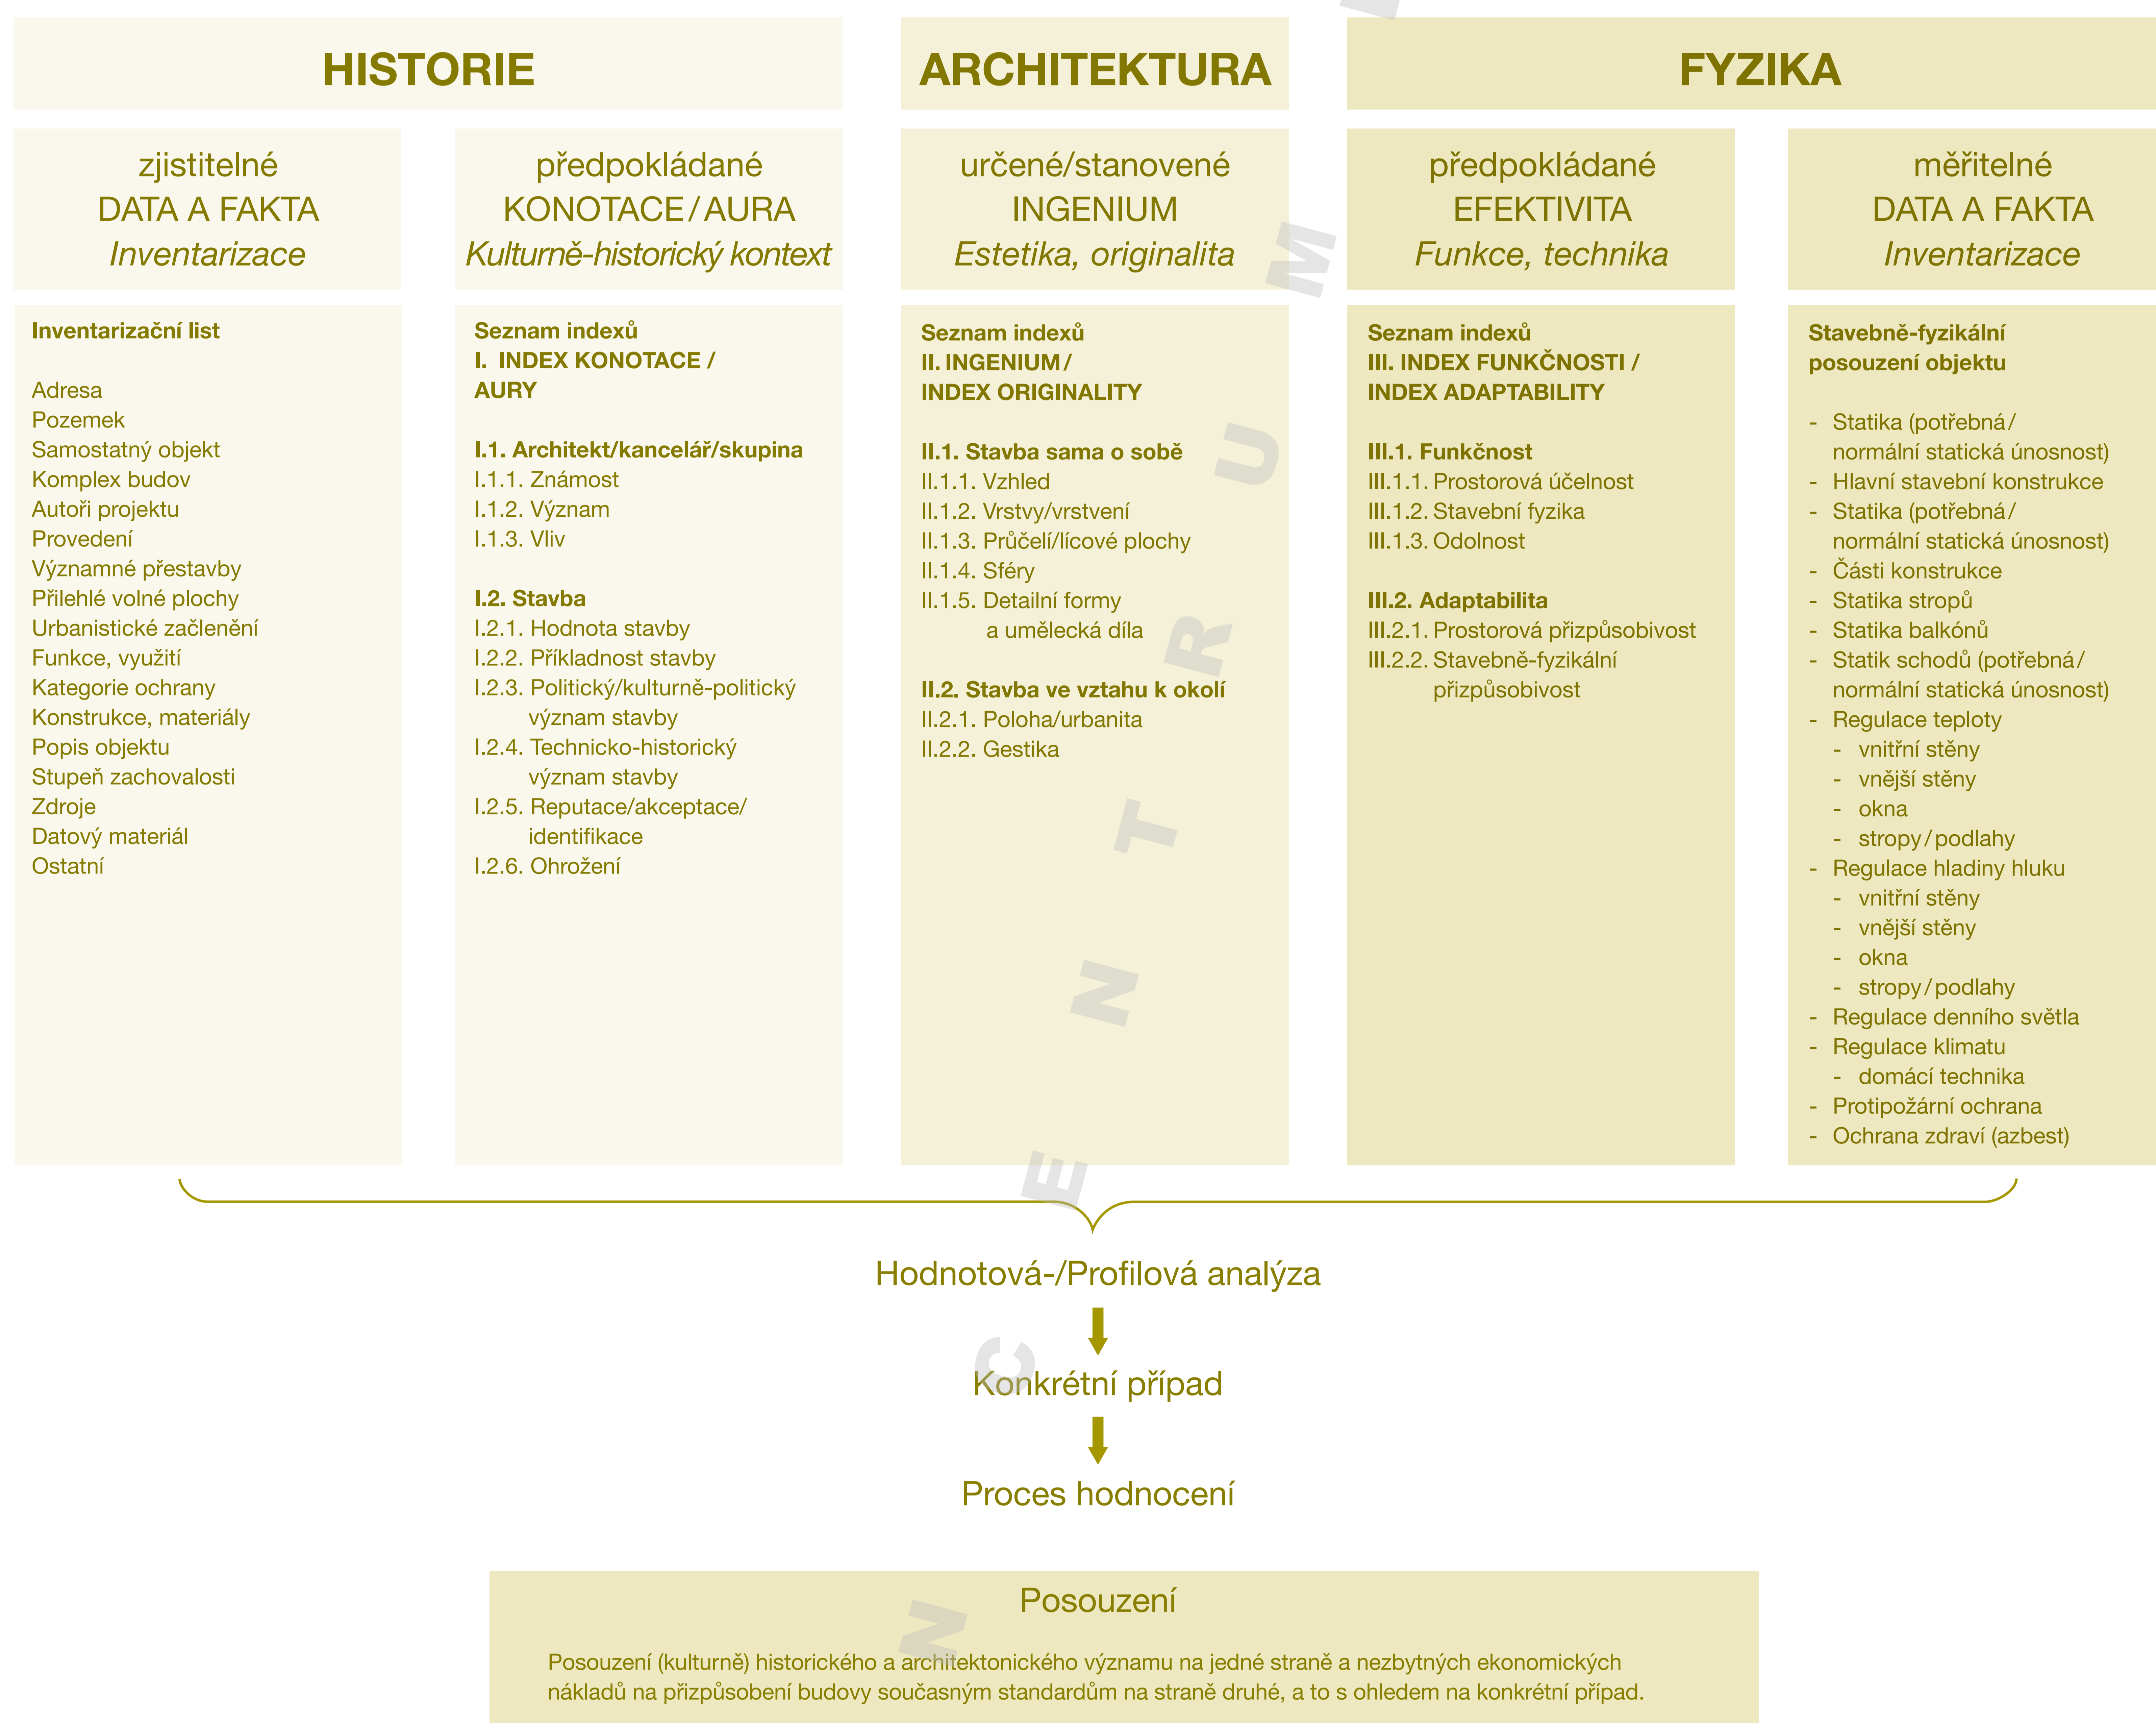 HISTORIE
ARCHITEKTURA
FYZIKA
zjistitelné
DATA A FAKTA
Inventarizace
předpokládané
KONOTACE/AURA
Kulturně-historický kontext
určené/stanovené
INGENIUM
Estetika, originalita
předpokládané
EFEKTIVITA
Funkce, technika
měřitelné
DATA A FAKTA
Inventarizace
Inventarizační list
Adresa
Pozemek
Samostatný objekt
Komplex budov
Autoři projektu
Provedení
Významné přestavby
Přilehlé volné plochy
Urbanistické začlenění
Funkce, využití
Kategorie ochrany
Konstrukce, materiály
Popis objektu
Stupeň zachovalosti
Zdroje
Datový materiál
Ostatní
Seznam indexů
I. INDEX KONOTACE /
AURY
I.1. Architekt/kancelář/skupina
I.1.1. Známost
I.1.2. Význam
I.1.3. Vliv
I.2. Stavba
I.2.1. Hodnota stavby
I.2.2. Příkladnost stavby
I.2.3. Politický/kulturně-politický
význam stavby
I.2.4. Technicko-historický
význam stavby
I.2.5. Reputace/akceptace/
identifikace
I.2.6. Ohrožení
Seznam indexů
II. INGENIUM/
INDEX ORIGINALITY
II.1. Stavba sama o sobě
II.1.1. Vzhled
II.1.2. Vrstvy/vrstvení
II.1.3. Průčelí/lícové plochy
II.1.4. Sféry
II.1.5. Detailní formy
a umělecká díla
II.2. Stavba ve vztahu k okolí
II.2.1. Poloha/urbanita
II.2.2. Gestika
Seznam indexů
III. INDEX FUNKČNOSTI /
INDEX ADAPTABILITY
III.1. Funkčnost
III.1.1. Prostorová účelnost
III.1.2. Stavební fyzika
III.1.3. Odolnost
III.2. Adaptabilita
III.2.1. Prostorová přizpůsobivost
III.2.2. Stavebně-fyzikální
přizpůsobivost
Stavebně-fyzikální
posouzení objektu
- Statika (potřebná/
normální statická únosnost)
- Hlavní stavební konstrukce
- Statika (potřebná/
normální statická únosnost)
- Části konstrukce
- Statika stropů
- Statika balkónů
- Statik schodů (potřebná/
normální statická únosnost)
- Regulace teploty
- vnitřní stěny
- vnější stěny
- okna
- stropy/podlahy
- Regulace hladiny hluku
- vnitřní stěny
- vnější stěny
- okna
- stropy/podlahy
- Regulace denního světla
- Regulace klimatu
- domácí technika
- Protipožární ochrana
- Ochrana zdraví (azbest)
Hodnotová-/Profilová analýza
Konkrétní případ
Proces hodnocení
Posouzení
Posouzení (kulturně) historického a architektonického významu na jedné straně a nezbytných ekonomických
nákladů na přizpůsobení budovy současným standardům na straně druhé, a to s ohledem na konkrétní případ.
N CENTRUM